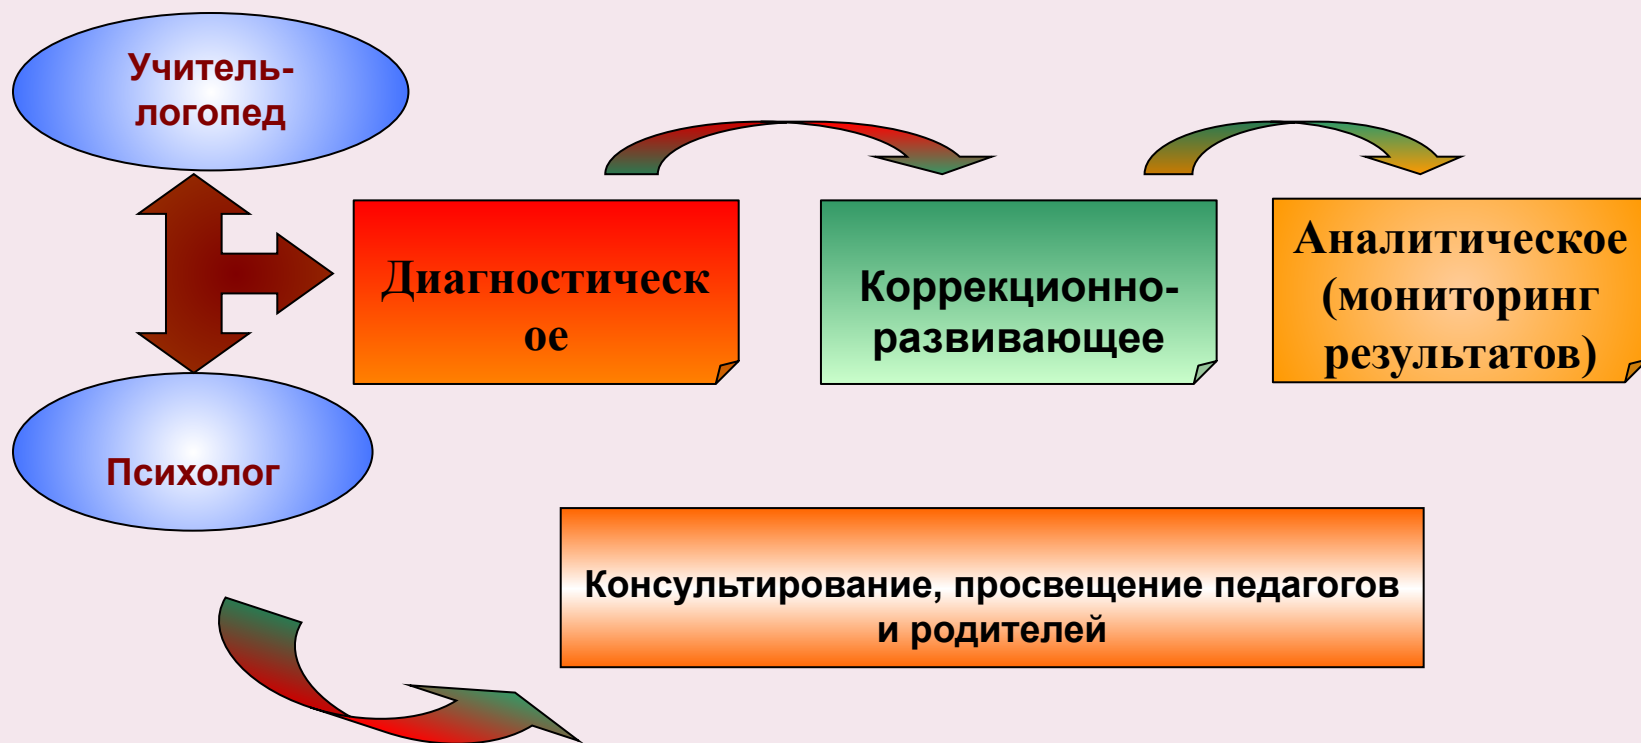 Учитель-
логопед
Диагностическ
ое
Коррекционно-
развивающее
Аналитическое
(мониторинг
результатов)
Психолог
Консультирование, просвещение педагогов
и родителей